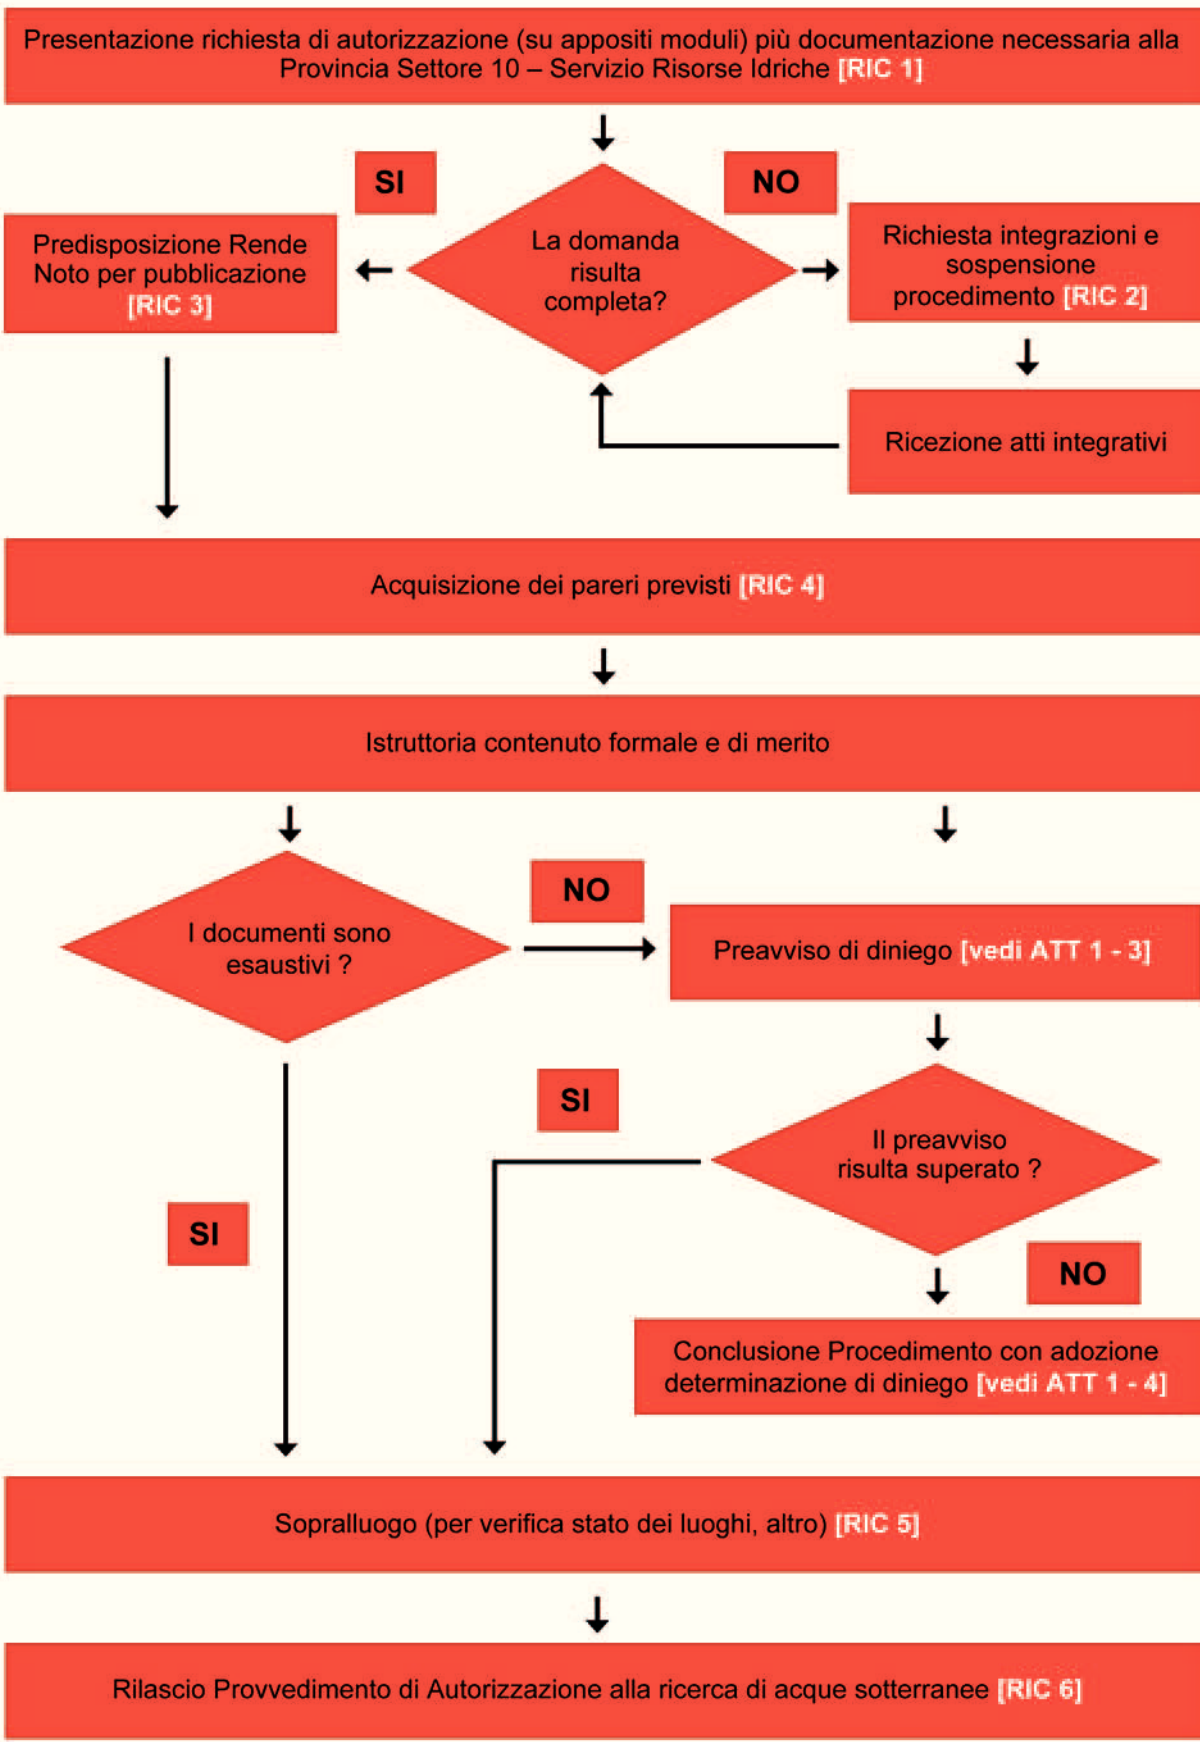 Presentazione richiesta di autorizzazione (su appositi moduli) più documentazione necessaria alla
Provincia Settore 10 – Servizio Risorse Idriche [RIC 1]
SI
NO
La domanda
risulta
completa?
Predisposizione Rende
Noto per pubblicazione
[RIC 3]
Richiesta integrazioni e
sospensione
procedimento [RIC 2]
Ricezione atti integrativi
Acquisizione dei pareri previsti [RIC 4]
Istruttoria contenuto formale e di merito
I documenti sono
esaustivi ?
NO
Preavviso di diniego [vedi ATT 1 - 3]
SI
Il preavviso
risulta superato ?
SI
NO
Conclusione Procedimento con adozione
determinazione di diniego [vedi ATT 1 - 4]
Sopralluogo (per verifica stato dei luoghi, altro) [RIC 5]
Rilascio Provvedimento di Autorizzazione alla ricerca di acque sotterranee [RIC 6]